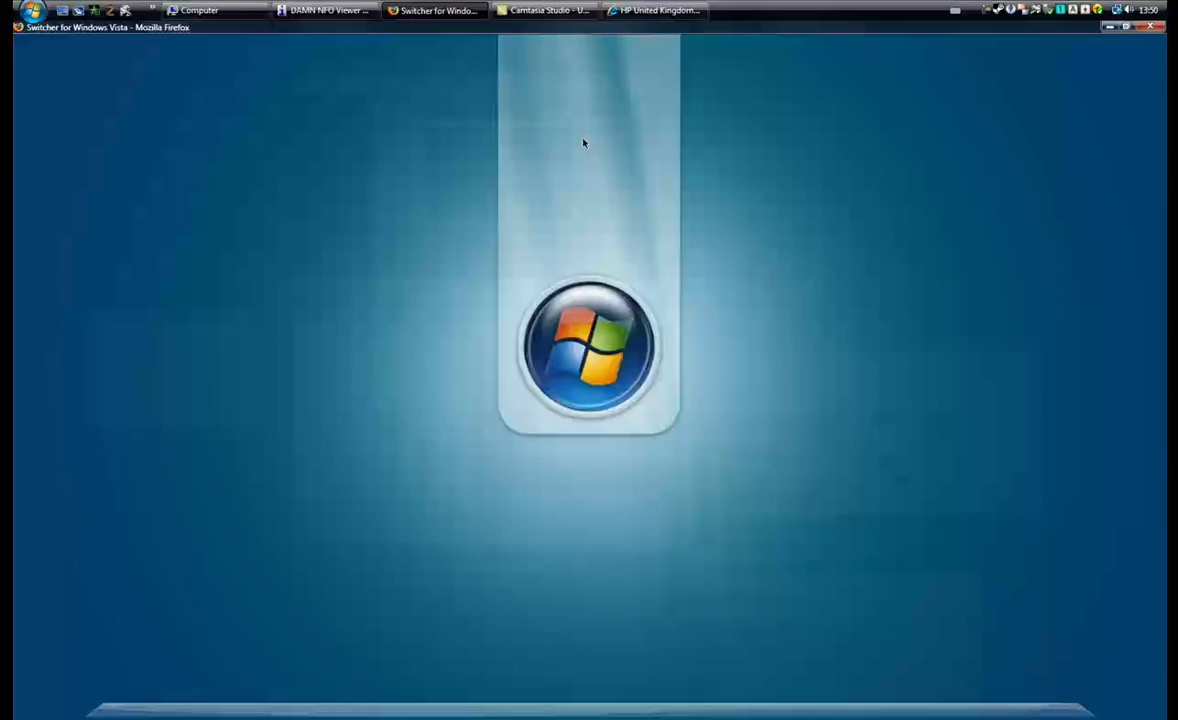 Computer
DAMN NFO Viewer ...
Switcher for Windo...
Camtasia Studio - U...
HP United Kingdom...
13:50
Switcher for Windows Vista - Mozilla Firefox